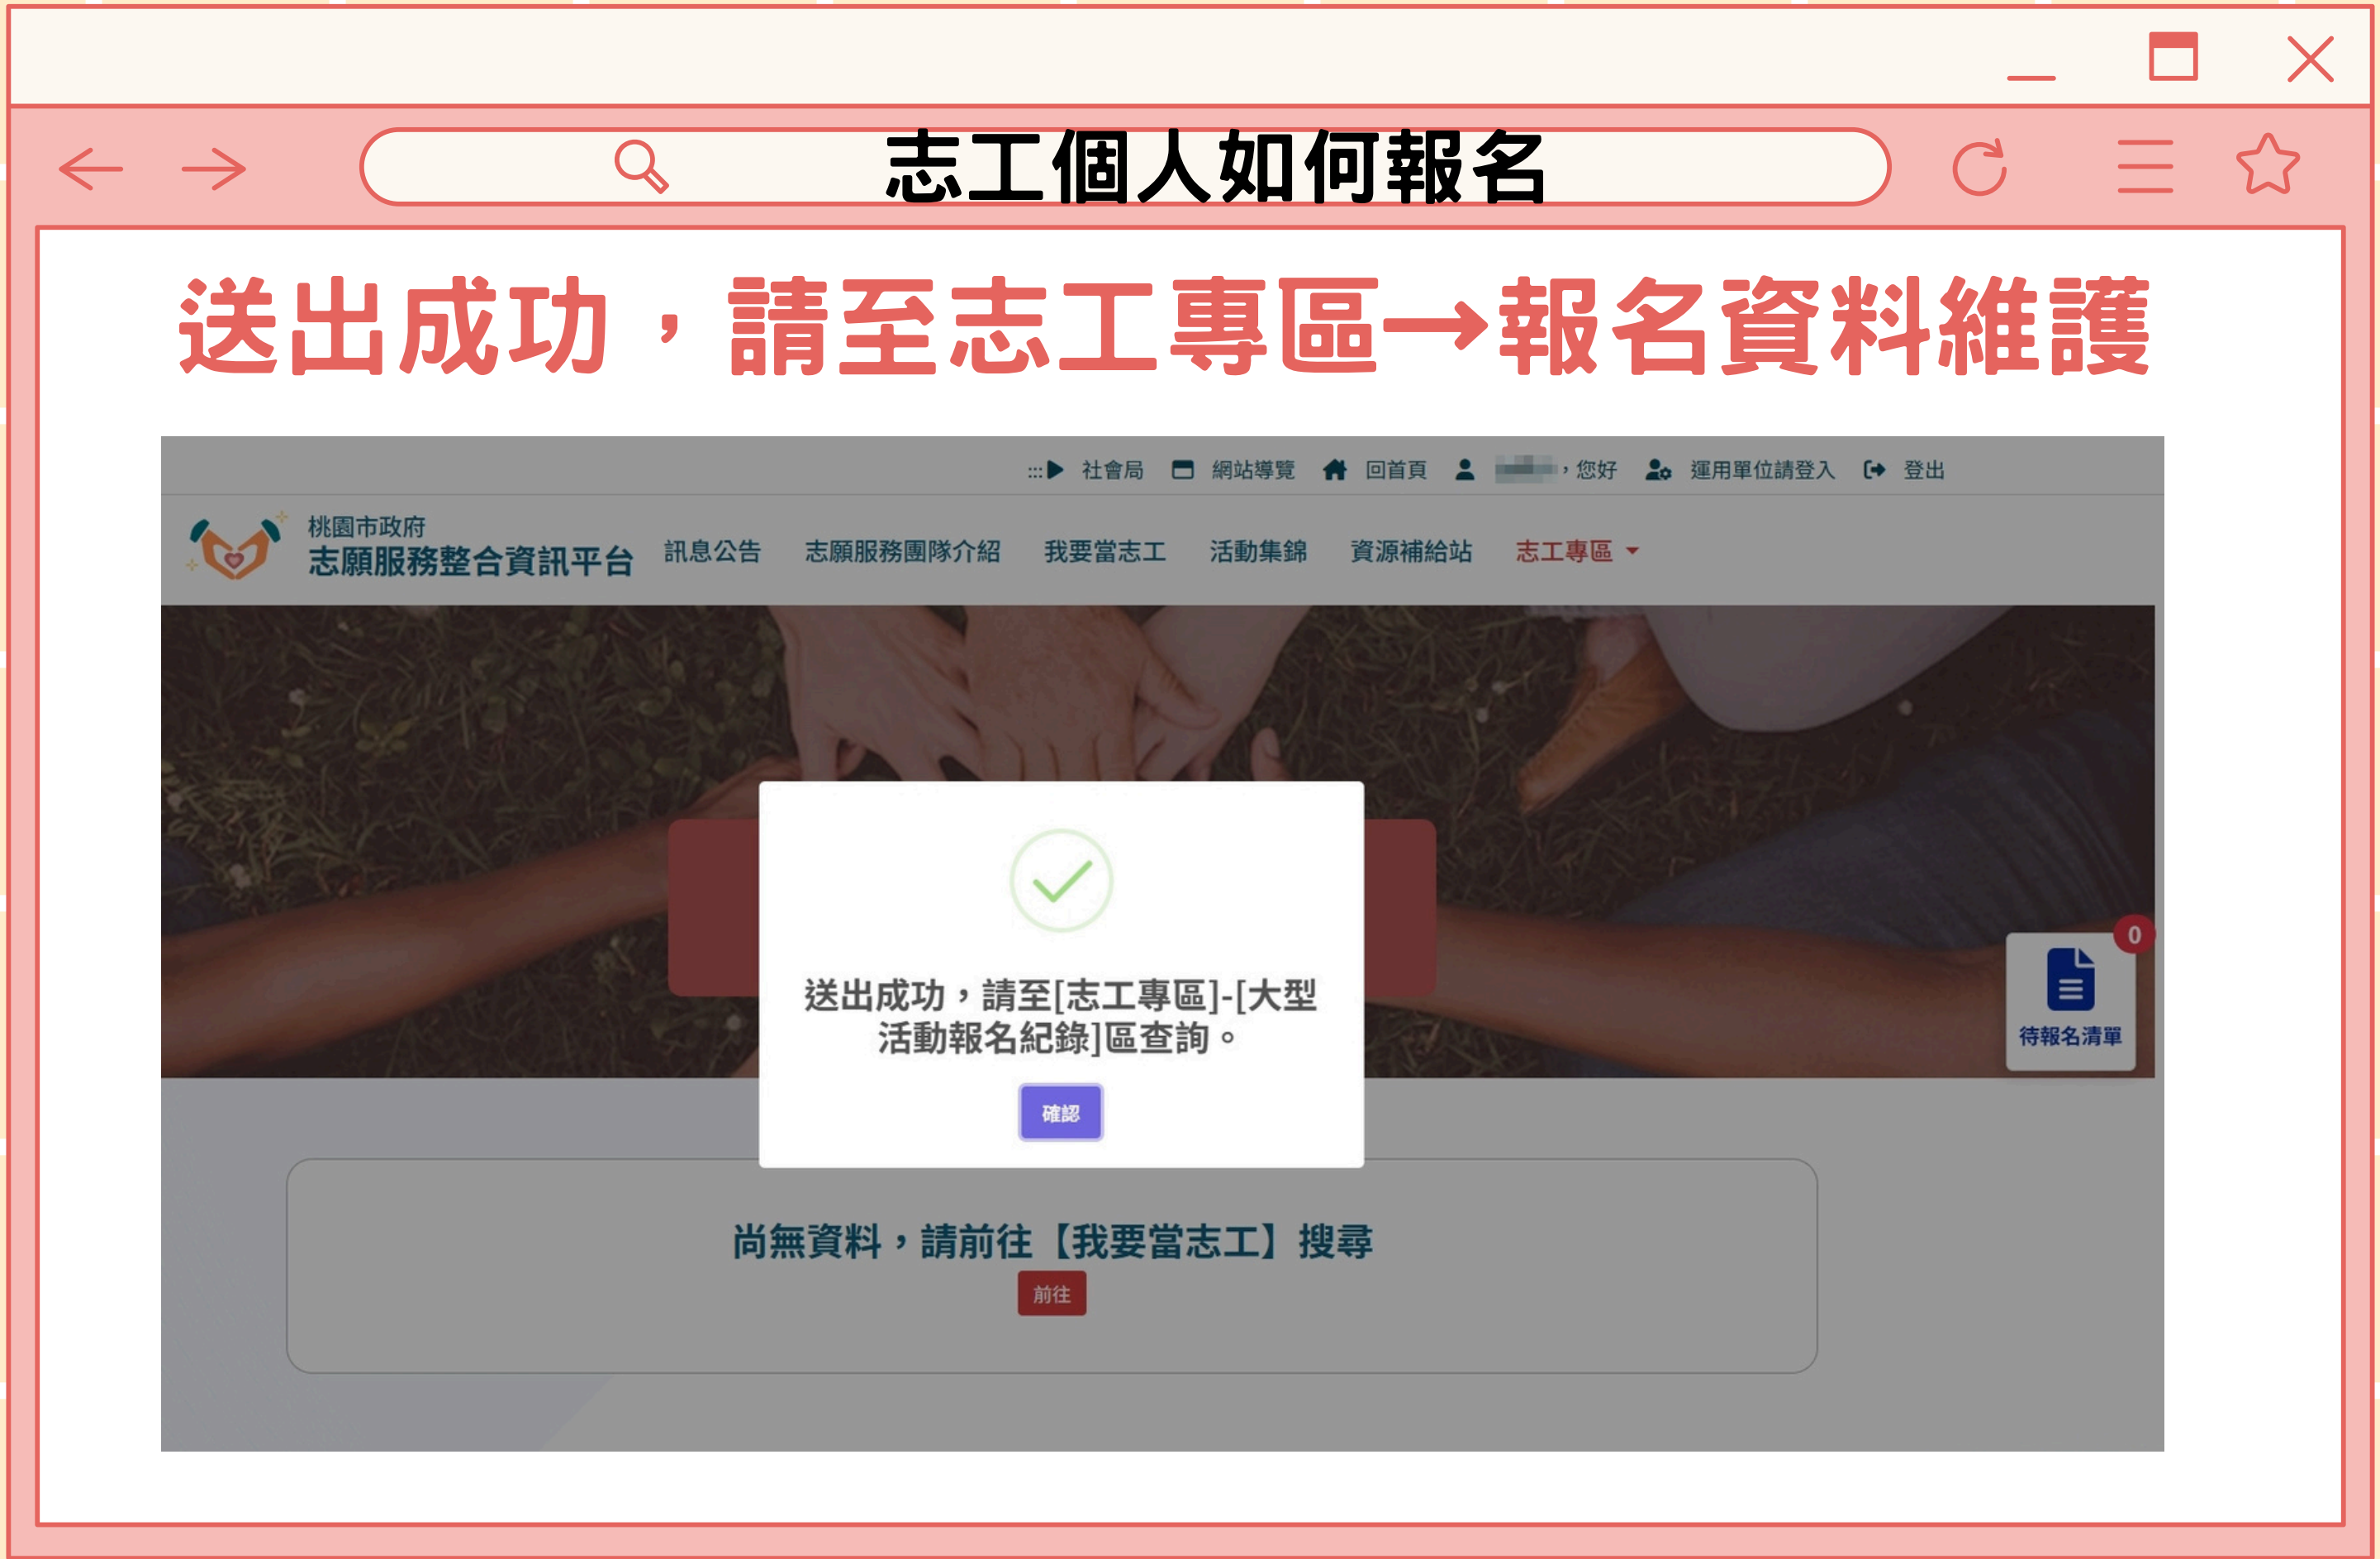 志工個人如何報名
送出成功，請至志工專區→報名資料維護
:::▶ 社會局 網站導覽 回首頁 ，您好 運用單位請登入 登出
桃園市政府
志願服務整合資訊平台 訊息公告 志願服務團隊介紹 我要當志工 活動集錦 資源補給站 志工專區
送出成功，請至[志工專區]-[大型
活動報名紀錄]區查詢。
確認
0
待報名清單
尚無資料，請前往【我要當志工】搜尋
前往